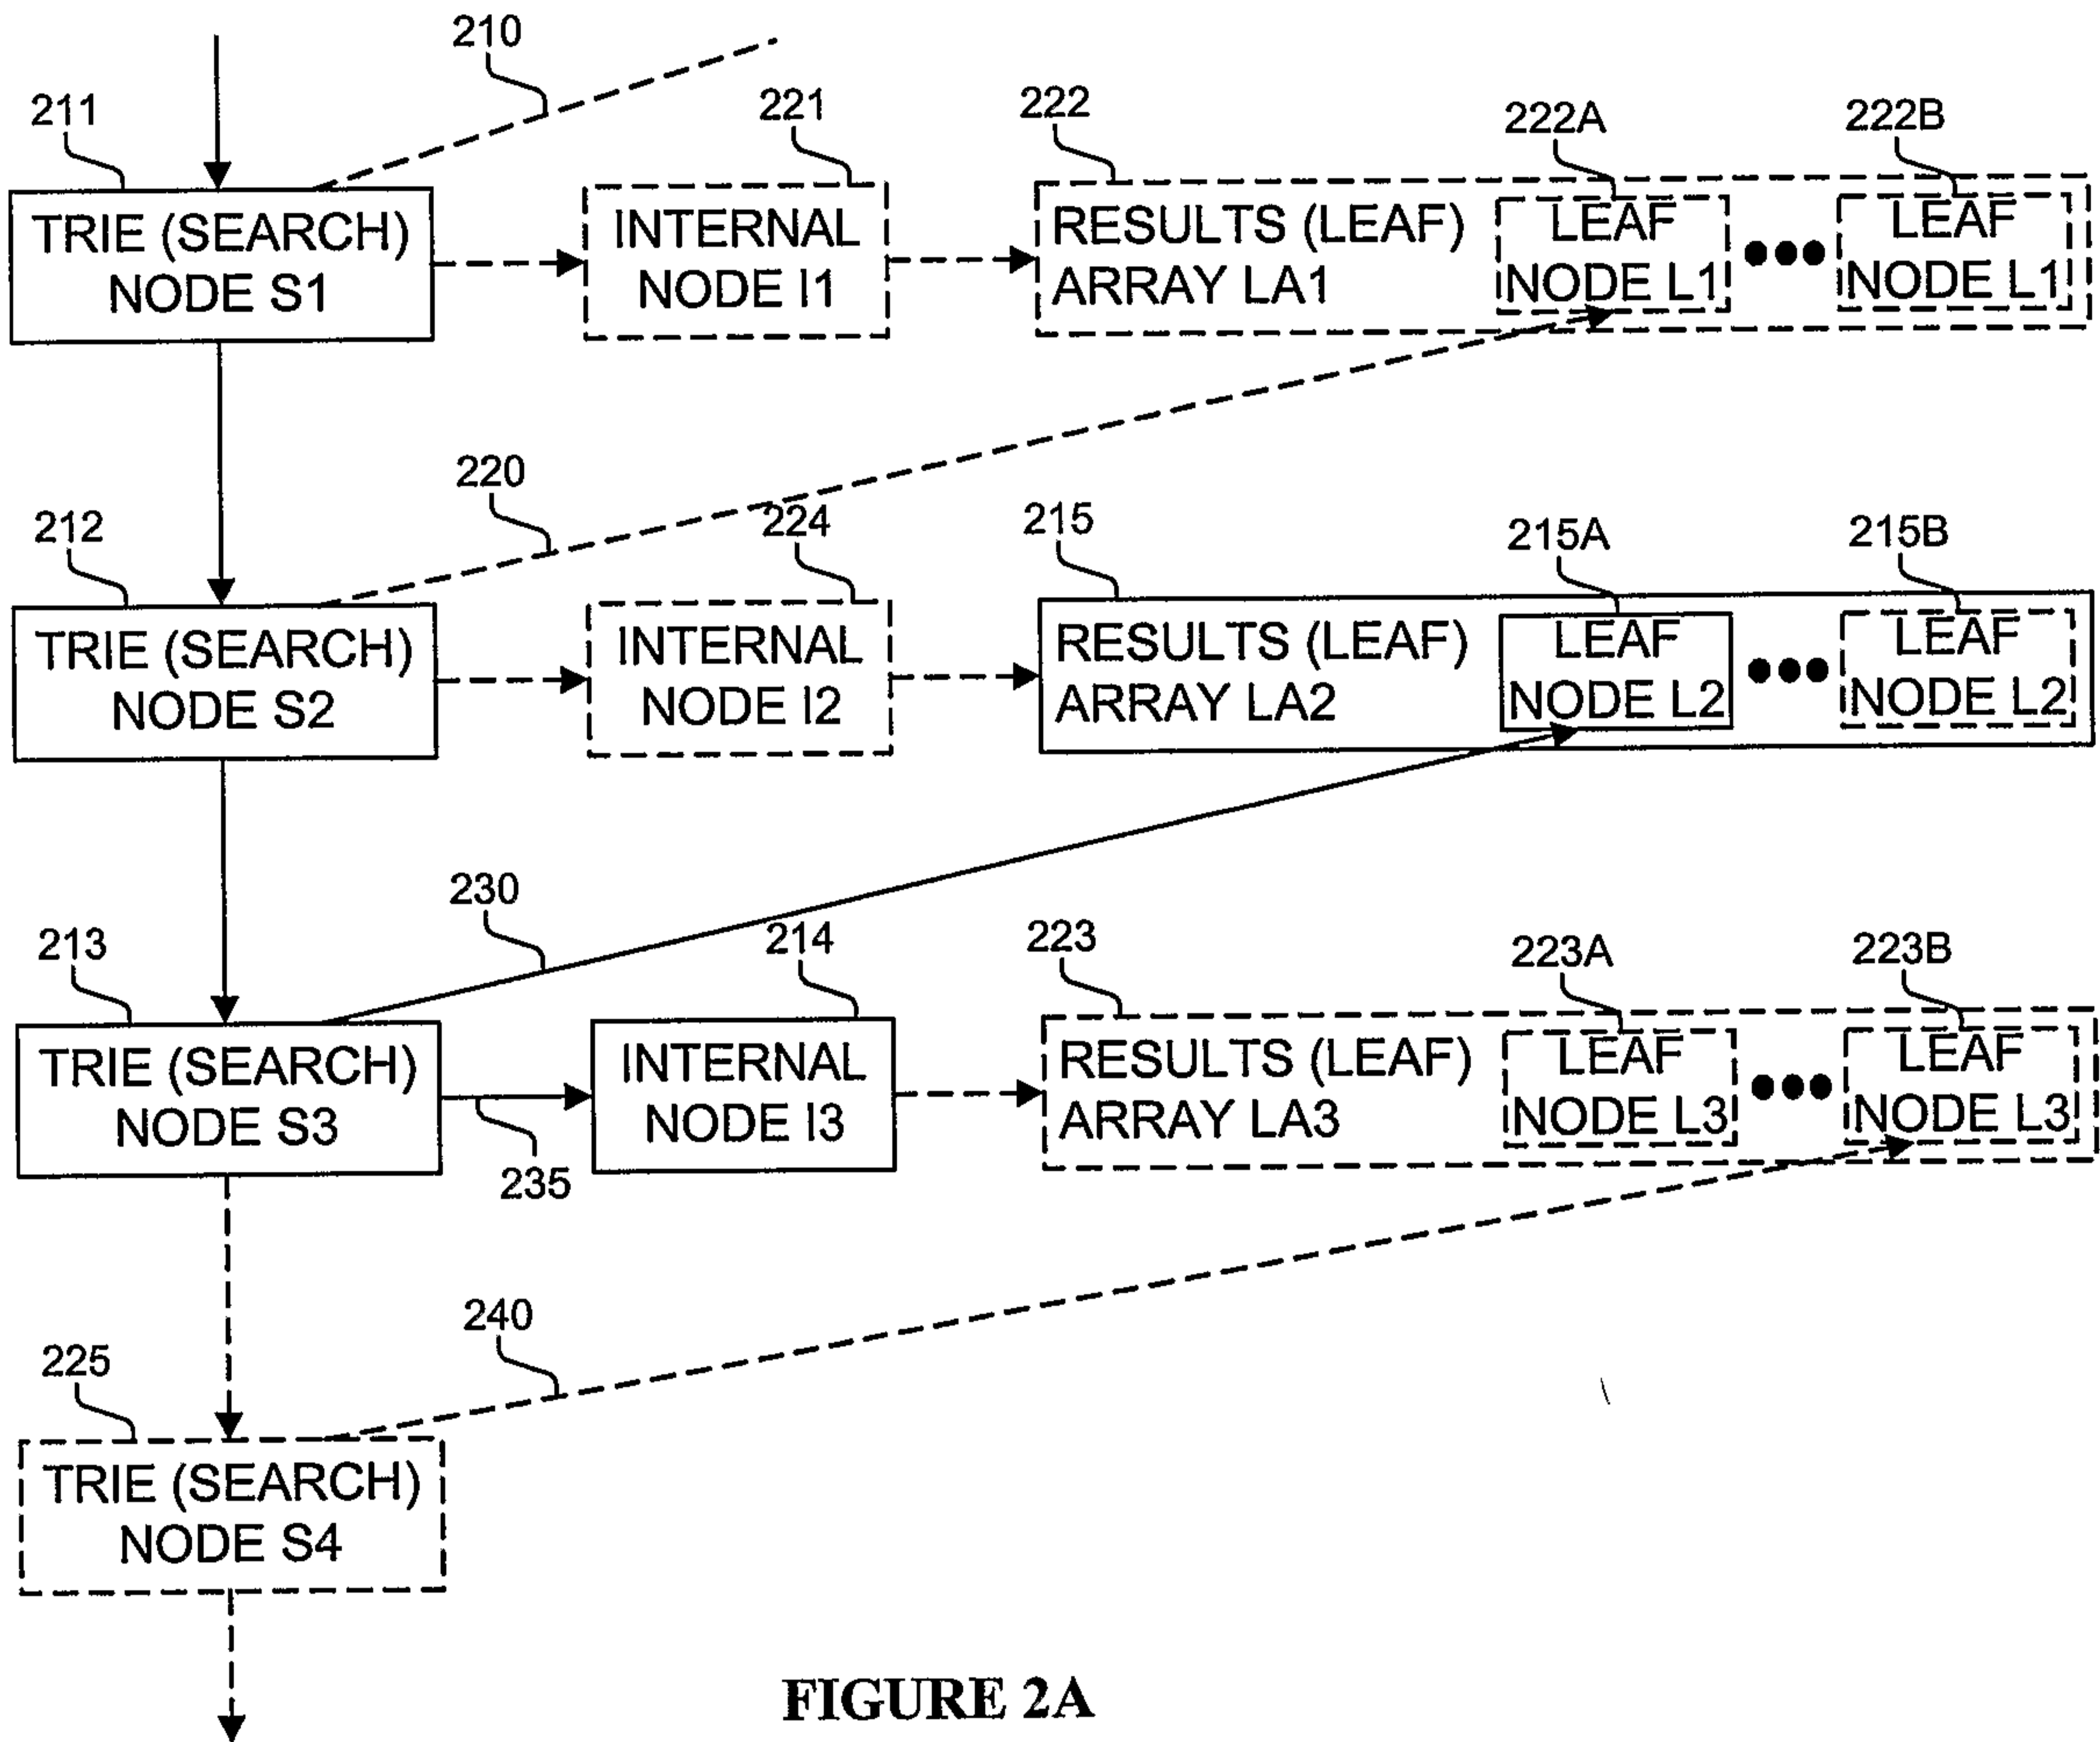 210
211
221
222
222A
222B
TRIE (SEARCH)
NODE S1
INTERNAL
NODE I1
RESULTS (LEAF)
ARRAY LA1
LEAF
NODE L1
LEAF
NODE L1
220
212
224
215
215A
215B
TRIE (SEARCH)
NODE S2
INTERNAL
NODE I2
RESULTS (LEAF)
ARRAY LA2
LEAF
NODE L2
LEAF
NODE L2
230
213
214
223
223A
223B
TRIE (SEARCH)
NODE S3
235
INTERNAL
NODE I3
RESULTS (LEAF)
ARRAY LA3
LEAF
NODE L3
LEAF
NODE L3
240
225
TRIE (SEARCH)
NODE S4
FIGURE 2A